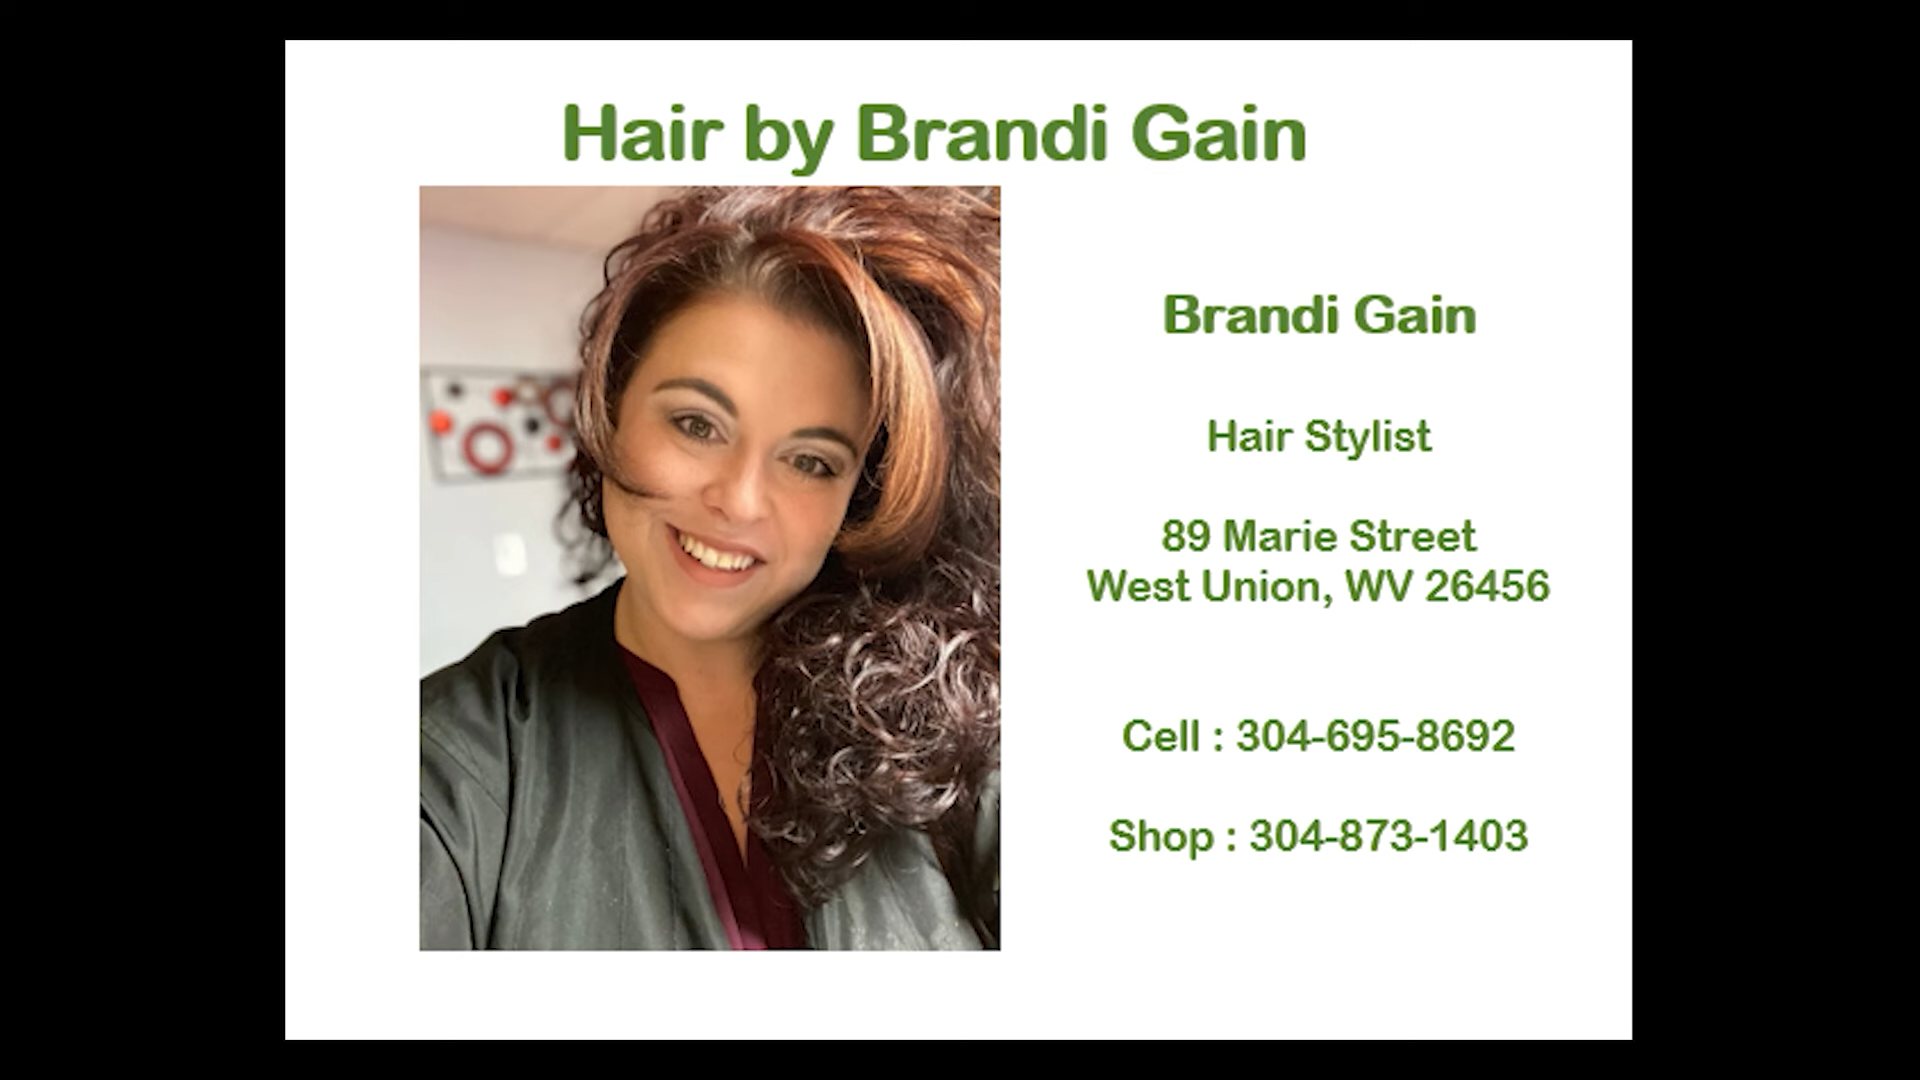 Hair by Brandi Gain
Brandi Gain
Hair Stylist
89 Marie Street
West Union, WV 26456
Cell : 304-695-8692
Shop : 304-873-1403